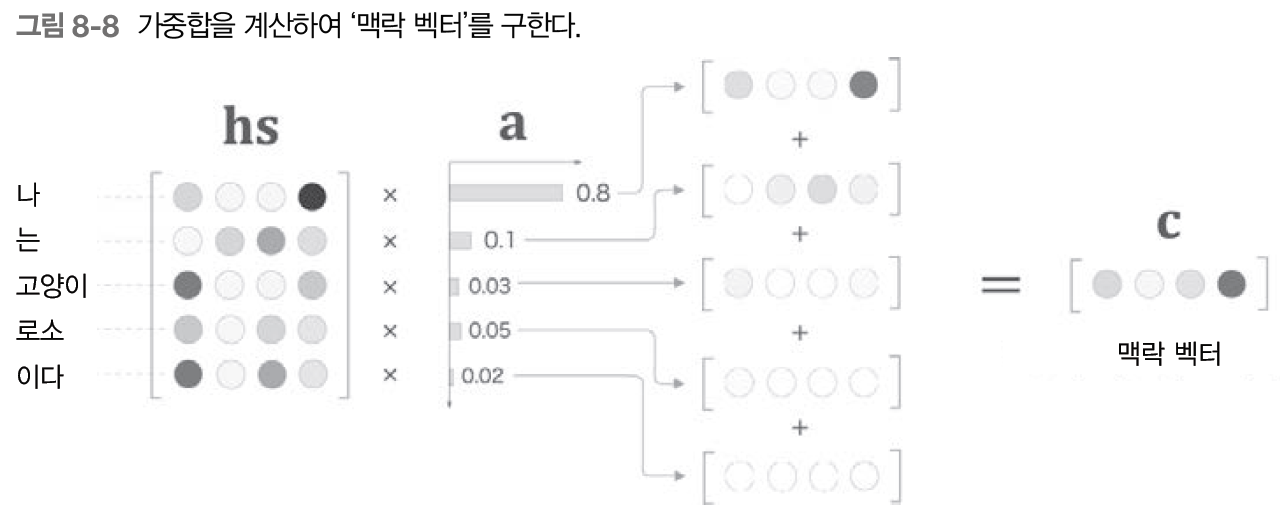 그림 8-8 가중합을 계산하여 ‘맥락 벡터’를 구한다.
hs
a
나 × 0.8
는 × 0.1
고양이 × 0.03
로소 × 0.05
이다 × 0.02
+
+
+
+
=
c
맥락 벡터